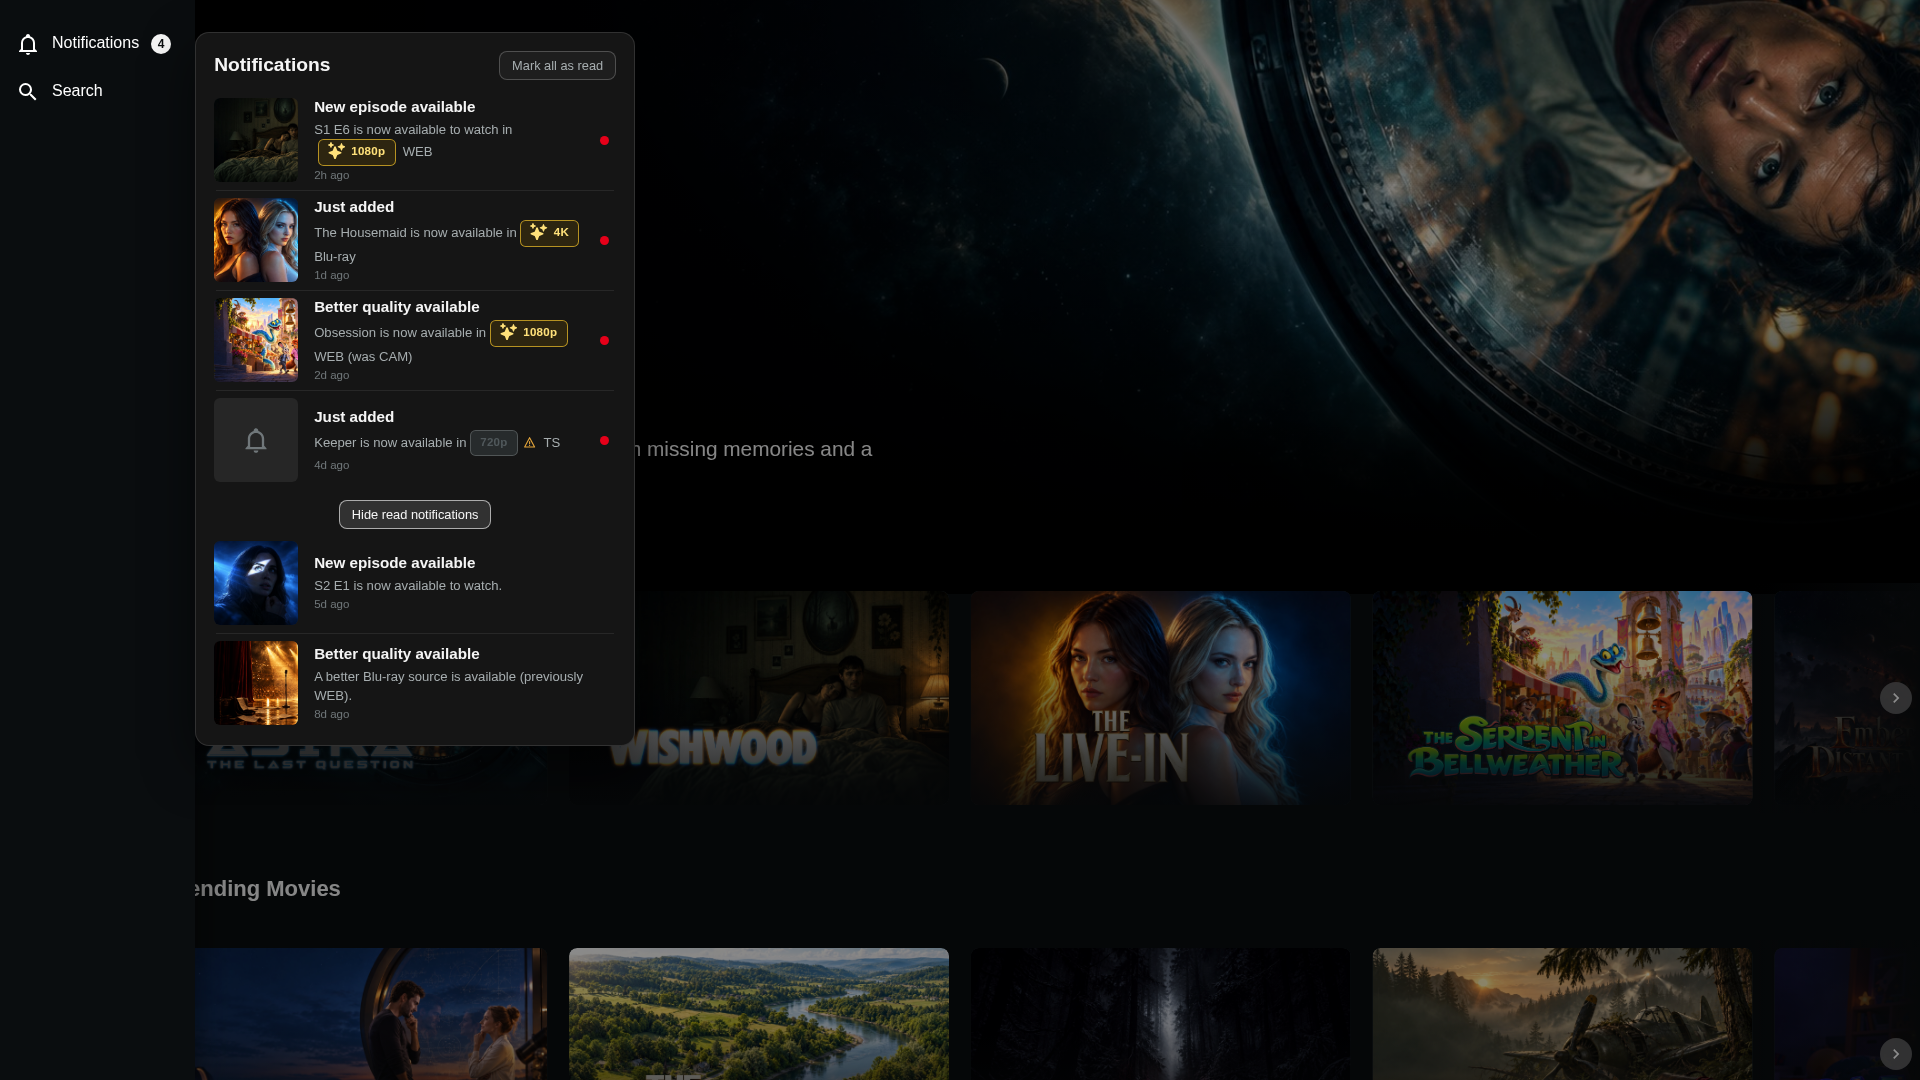 Notifications 4
Search
Notifications
Mark all as read
New episode available
S1 E6 is now available to watch in
1080p WEB
2h ago
Just added
The Housemaid is now available in 4K
Blu-ray
1d ago
Better quality available
Obsession is now available in 1080p
WEB (was CAM)
2d ago
Just added
Keeper is now available in 720p TS
4d ago
Hide read notifications
New episode available
S2 E1 is now available to watch.
5d ago
Better quality available
A better Blu-ray source is available (previously
WEB).
8d ago
missing memories and a
ASTRA
THE LAST QUESTION
WISHWOOD
THE
LIVE-IN
THE SERPENT IN
BELLWEATHER
ending Movies
THE